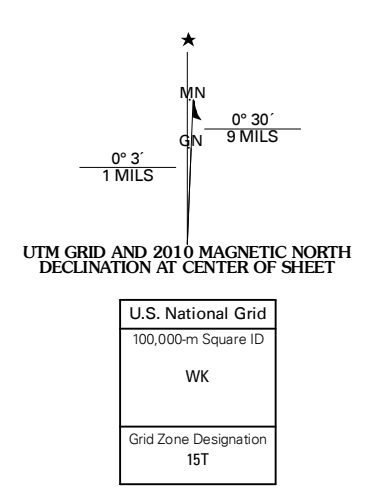 ★
MN
0° 30´
9 MILS
GN
0° 3´
1 MILS
UTM GRID AND 2010 MAGNETIC NORTH
DECLINATION AT CENTER OF SHEET
U.S. National Grid
100,000-m Square ID
WK
Grid Zone Designation
15T